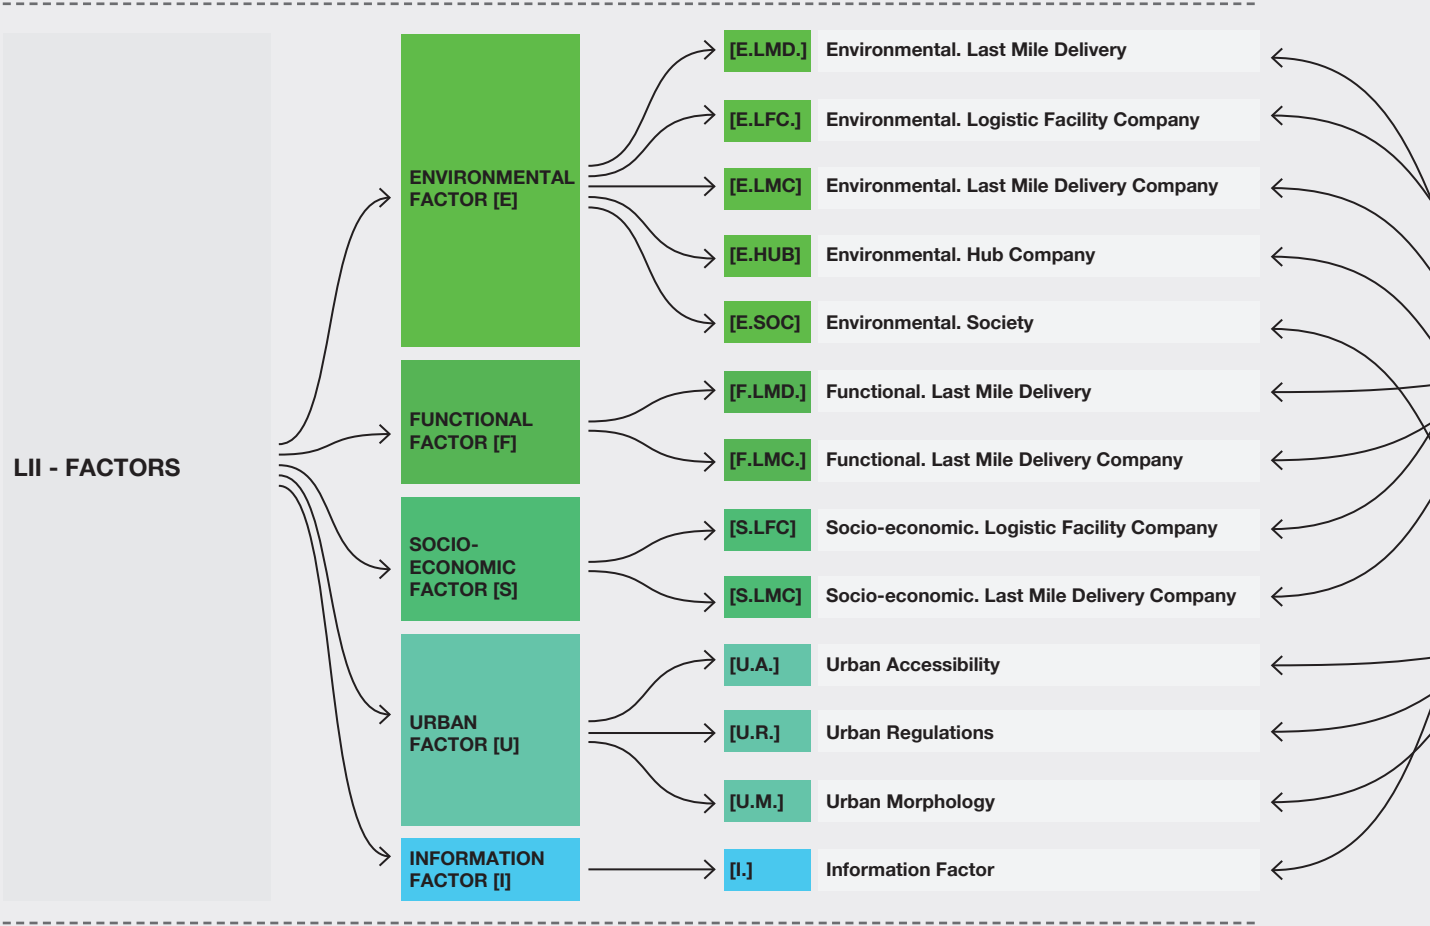 LII - FACTORS
ENVIRONMENTAL
FACTOR [E]
[E.LMD.] Environmental. Last Mile Delivery
[E.LFC.] Environmental. Logistic Facility Company
[E.LMC] Environmental. Last Mile Delivery Company
[E.HUB] Environmental. Hub Company
[E.SOC] Environmental. Society
FUNCTIONAL
FACTOR [F]
[F.LMD.] Functional. Last Mile Delivery
[F.LMC.] Functional. Last Mile Delivery Company
SOCIO-
ECONOMIC
FACTOR [S]
[S.LFC] Socio-economic. Logistic Facility Company
[S.LMC] Socio-economic. Last Mile Delivery Company
URBAN
FACTOR [U]
[U.A.] Urban Accessibility
[U.R.] Urban Regulations
[U.M.] Urban Morphology
INFORMATION
FACTOR [I]
[I.] Information Factor